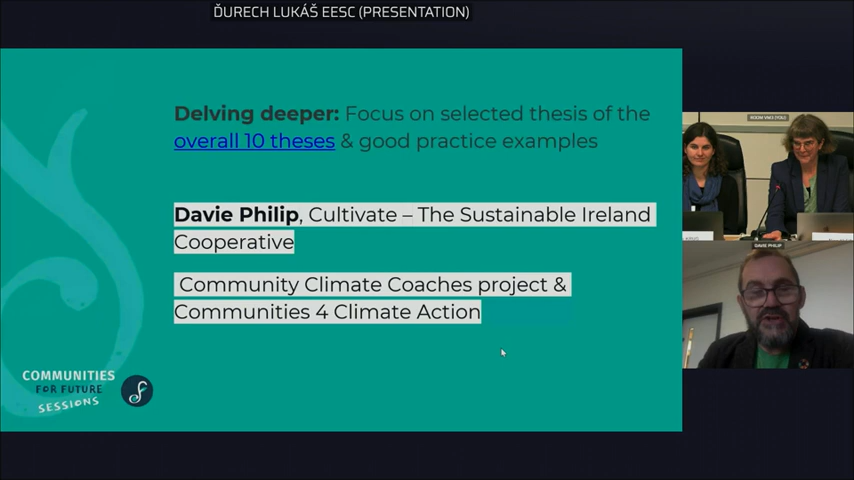 ĎURECH LUKÁŠ EESC (PRESENTATION)
Delving deeper: Focus on selected thesis of the
overall 10 theses & good practice examples
Davie Philip, Cultivate – The Sustainable Ireland
Cooperative
Community Climate Coaches project &
Communities 4 Climate Action
COMMUNITIES
FOR FUTURE
SESSIONS
DAVIE PHILIP